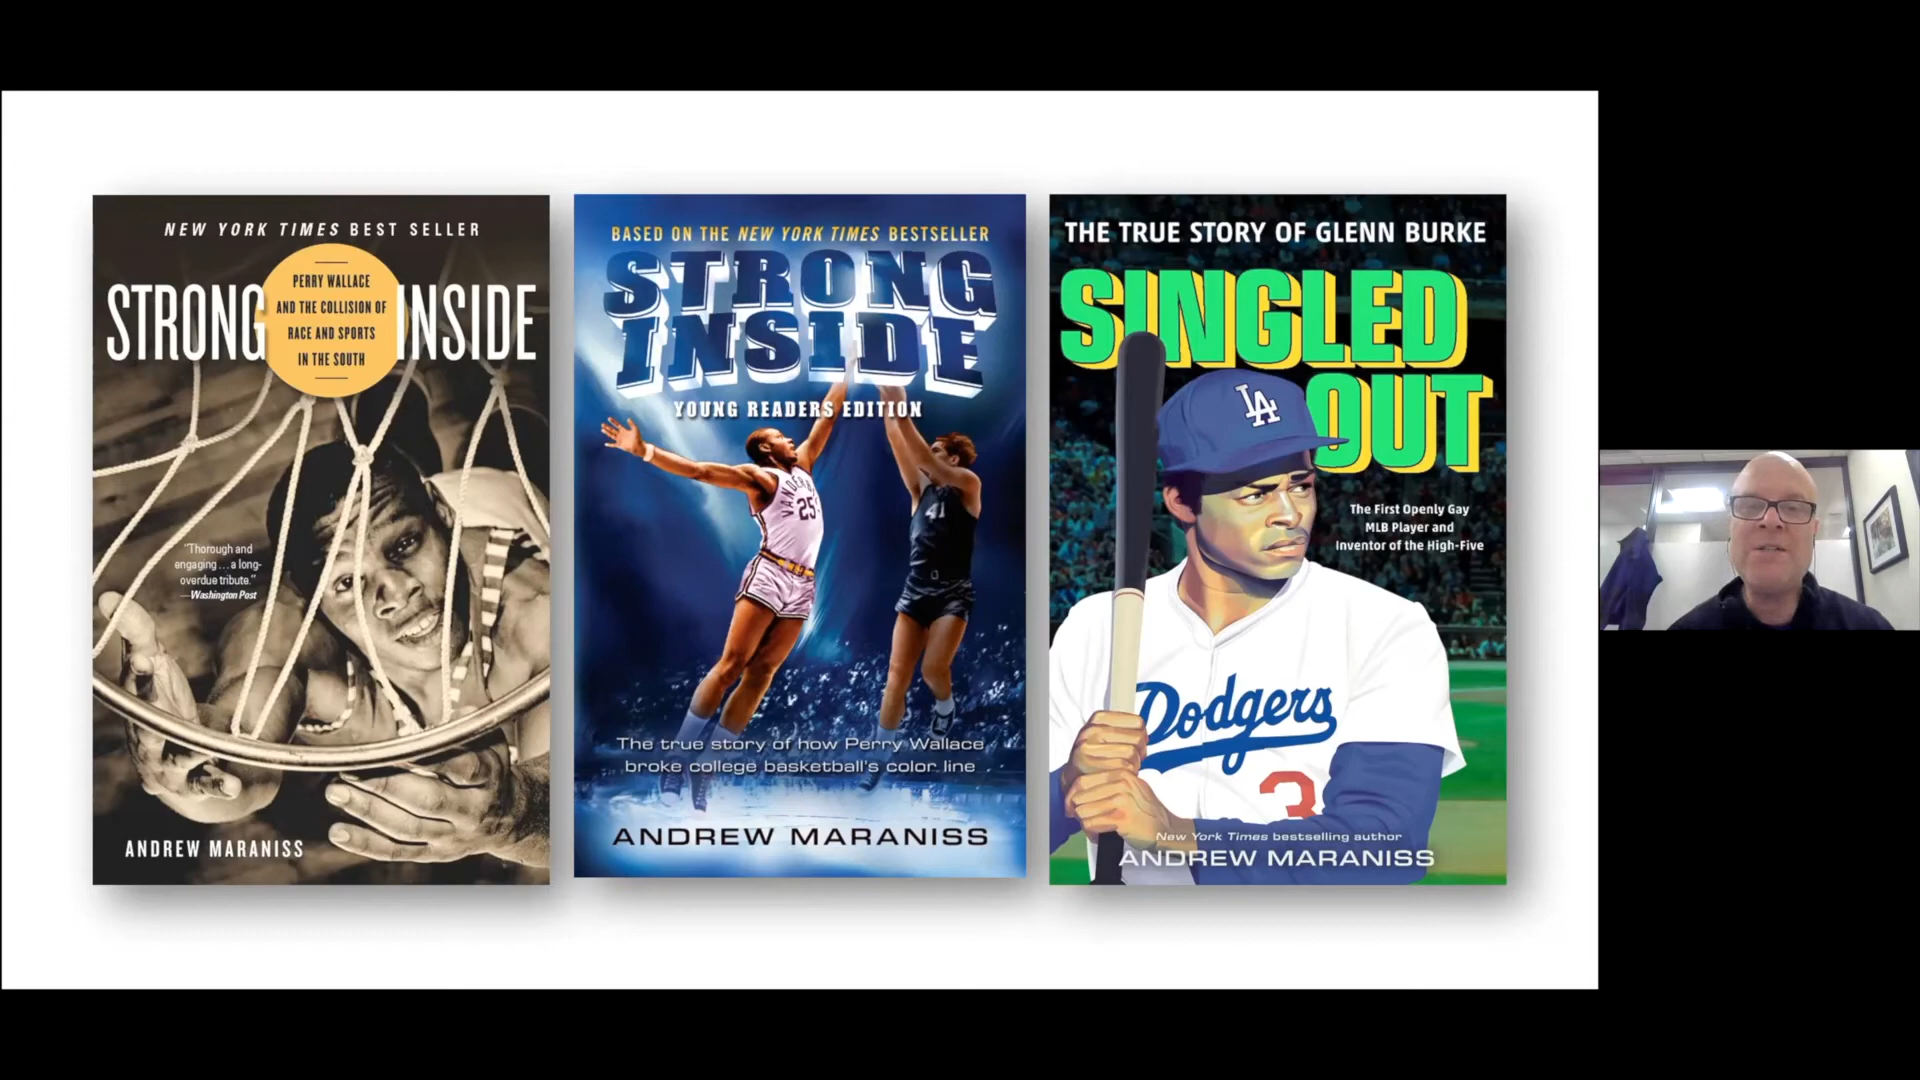 NEW YORK TIMES BEST SELLER
STRONG INSIDE
PERRY WALLACE
AND THE COLLISION OF
RACE AND SPORTS
IN THE SOUTH
"Thorough and
engaging ... a long-
overdue tribute."
—Washington Post
ANDREW MARANISS
BASED ON THE NEW YORK TIMES BESTSELLER
STRONG
INSIDE
YOUNG READERS EDITION
VANDERB
25
41
The true story of how Perry Wallace
broke college basketball's color line
ANDREW MARANISS
THE TRUE STORY OF GLENN BURKE
SINGLED
OUT
LA
The First Openly Gay
MLB Player and
Inventor of the High-Five
Dodgers
3
New York Times bestselling author
ANDREW MARANISS